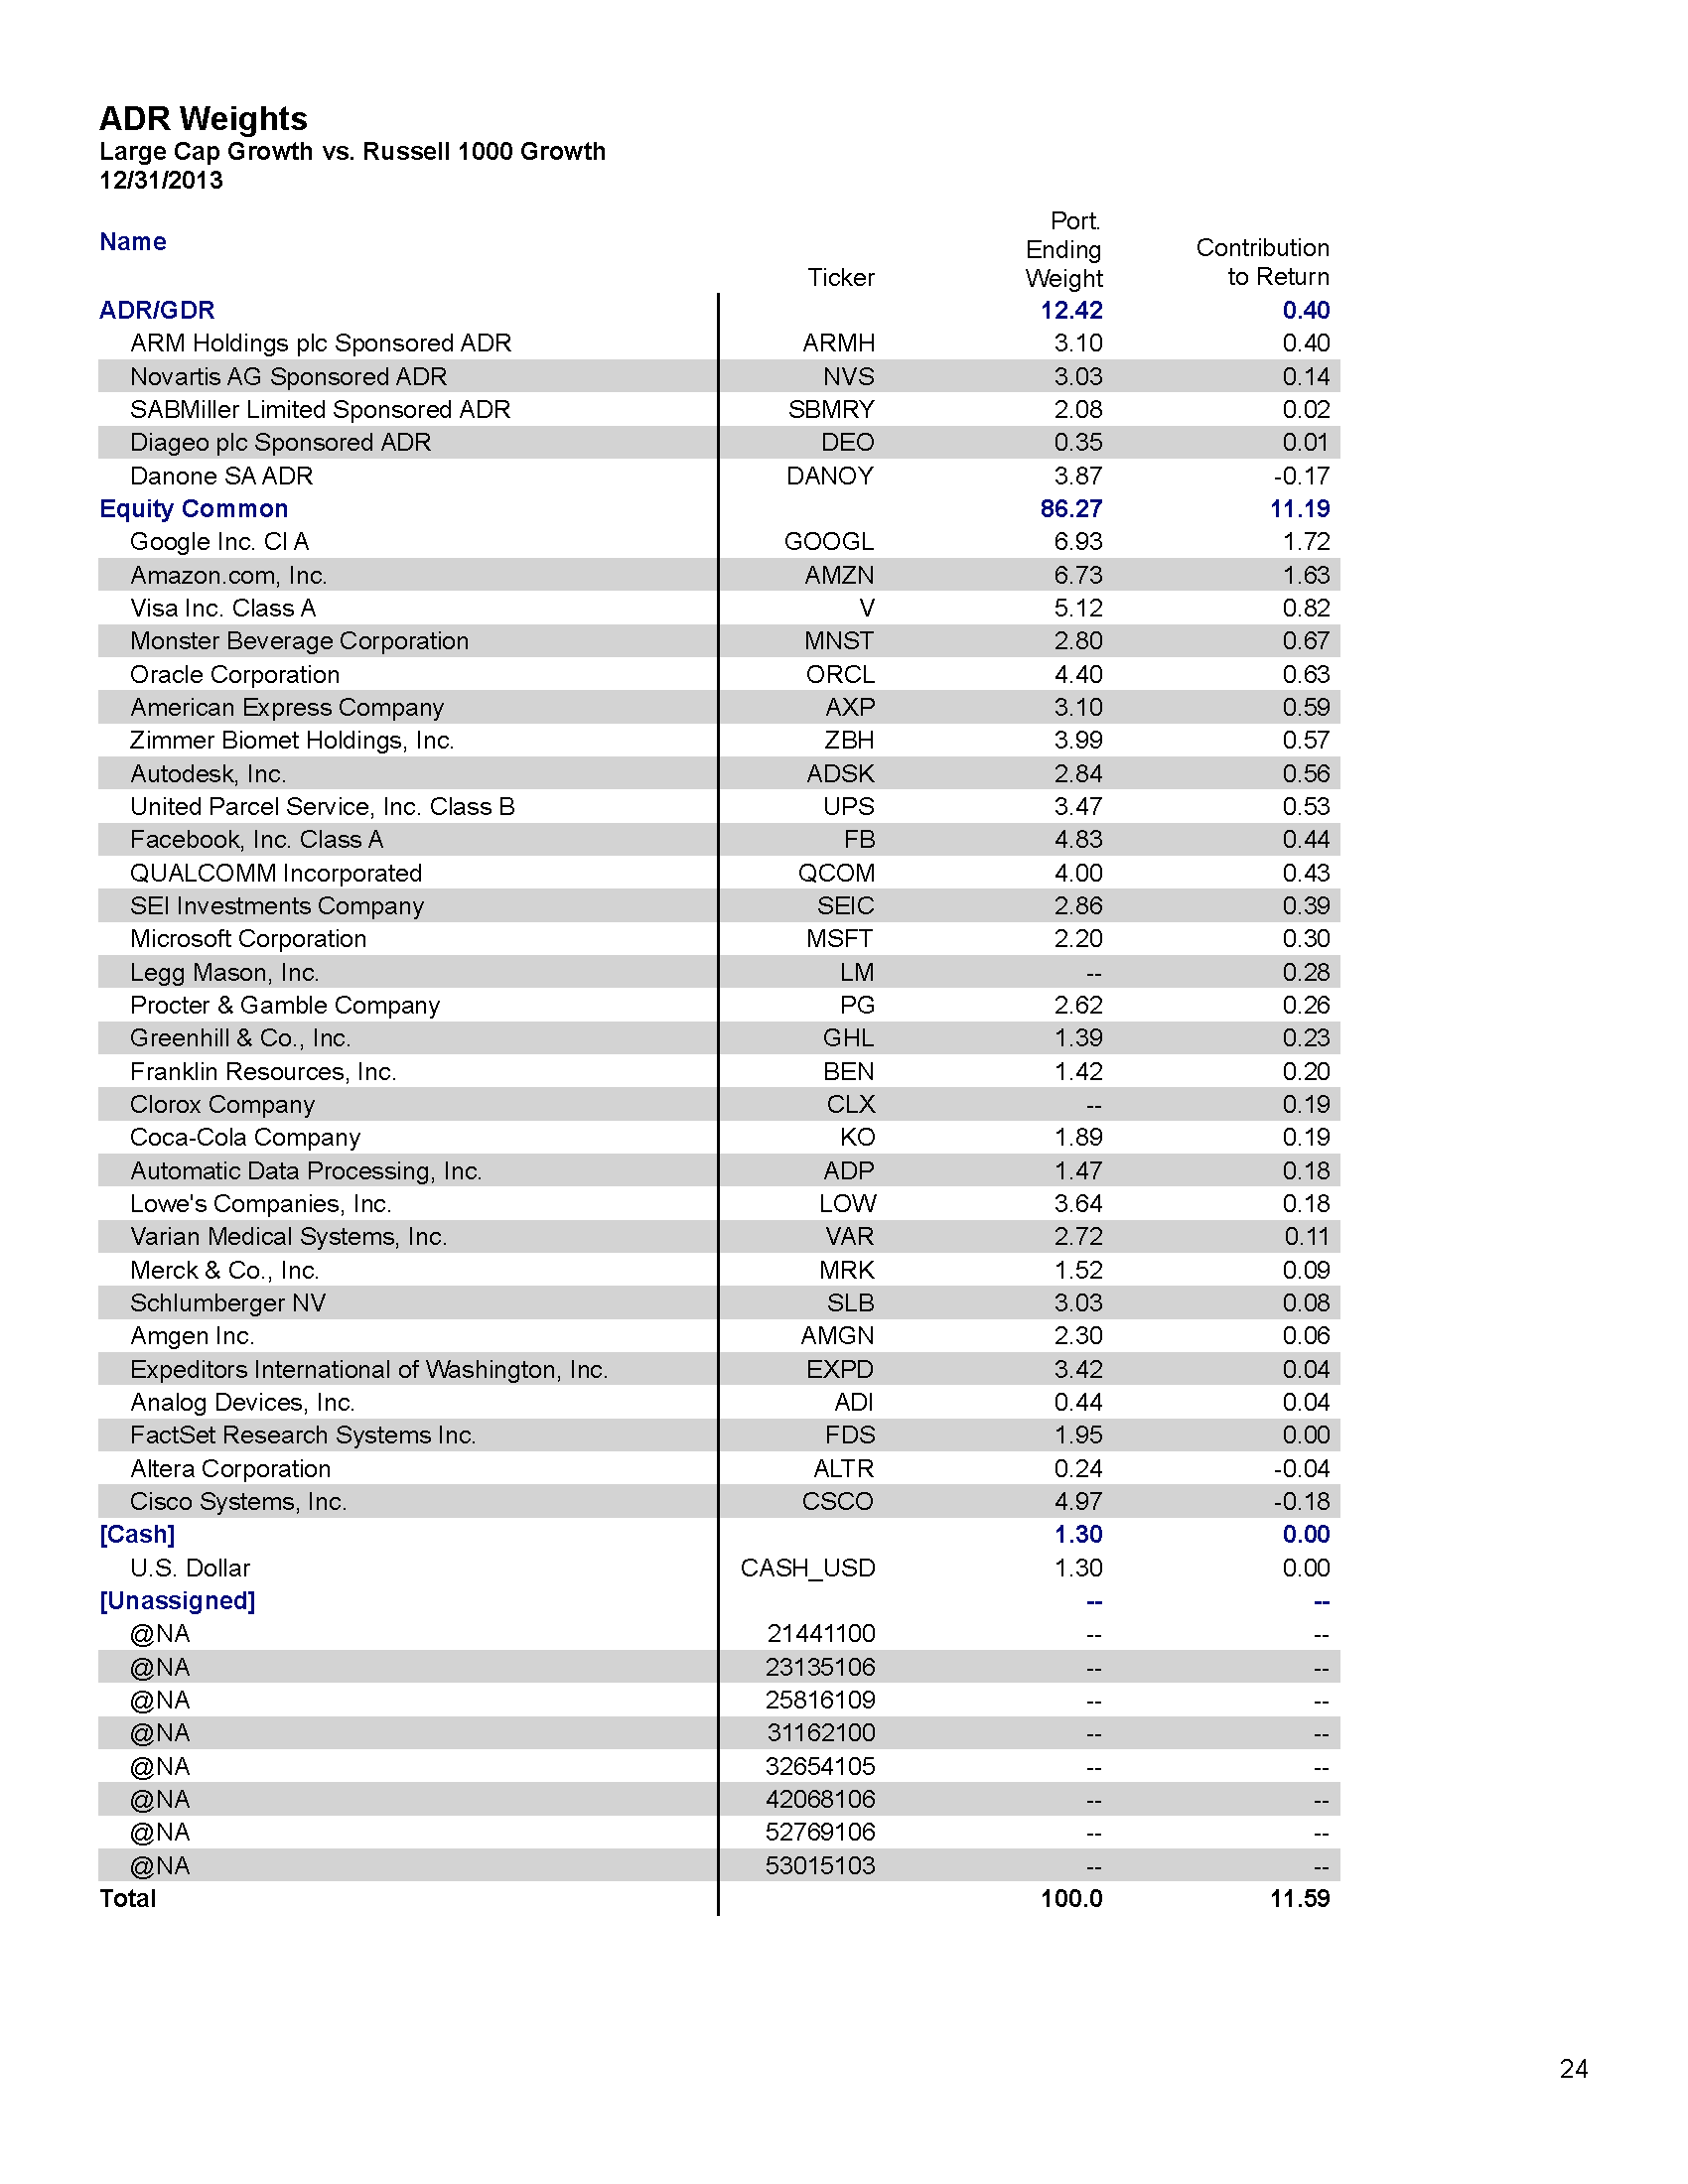 ADR Weights
Large Cap Growth vs. Russell 1000 Growth
12/31/2013
Name Ticker Port. Ending Weight Contribution to Return
ADR/GDR 12.42 0.40
ARM Holdings plc Sponsored ADR ARMH 3.10 0.40
Novartis AG Sponsored ADR NVS 3.03 0.14
SABMiller Limited Sponsored ADR SBMRY 2.08 0.02
Diageo plc Sponsored ADR DEO 0.35 0.01
Danone SA ADR DANOY 3.87 -0.17
Equity Common 86.27 11.19
Google Inc. Cl A GOOGL 6.93 1.72
Amazon.com, Inc. AMZN 6.73 1.63
Visa Inc. Class A V 5.12 0.82
Monster Beverage Corporation MNST 2.80 0.67
Oracle Corporation ORCL 4.40 0.63
American Express Company AXP 3.10 0.59
Zimmer Biomet Holdings, Inc. ZBH 3.99 0.57
Autodesk, Inc. ADSK 2.84 0.56
United Parcel Service, Inc. Class B UPS 3.47 0.53
Facebook, Inc. Class A FB 4.83 0.44
QUALCOMM Incorporated QCOM 4.00 0.43
SEI Investments Company SEIC 2.86 0.39
Microsoft Corporation MSFT 2.20 0.30
Legg Mason, Inc. LM -- 0.28
Procter & Gamble Company PG 2.62 0.26
Greenhill & Co., Inc. GHL 1.39 0.23
Franklin Resources, Inc. BEN 1.42 0.20
Clorox Company CLX -- 0.19
Coca-Cola Company KO 1.89 0.19
Automatic Data Processing, Inc. ADP 1.47 0.18
Lowe's Companies, Inc. LOW 3.64 0.18
Varian Medical Systems, Inc. VAR 2.72 0.11
Merck & Co., Inc. MRK 1.52 0.09
Schlumberger NV SLB 3.03 0.08
Amgen Inc. AMGN 2.30 0.06
Expeditors International of Washington, Inc. EXPD 3.42 0.04
Analog Devices, Inc. ADI 0.44 0.04
FactSet Research Systems Inc. FDS 1.95 0.00
Altera Corporation ALTR 0.24 -0.04
Cisco Systems, Inc. CSCO 4.97 -0.18
[Cash] 1.30 0.00
U.S. Dollar CASH_USD 1.30 0.00
[Unassigned] -- --
@NA 21441100 -- --
@NA 23135106 -- --
@NA 25816109 -- --
@NA 31162100 -- --
@NA 32654105 -- --
@NA 42068106 -- --
@NA 52769106 -- --
@NA 53015103 -- --
Total 100.0 11.59
24